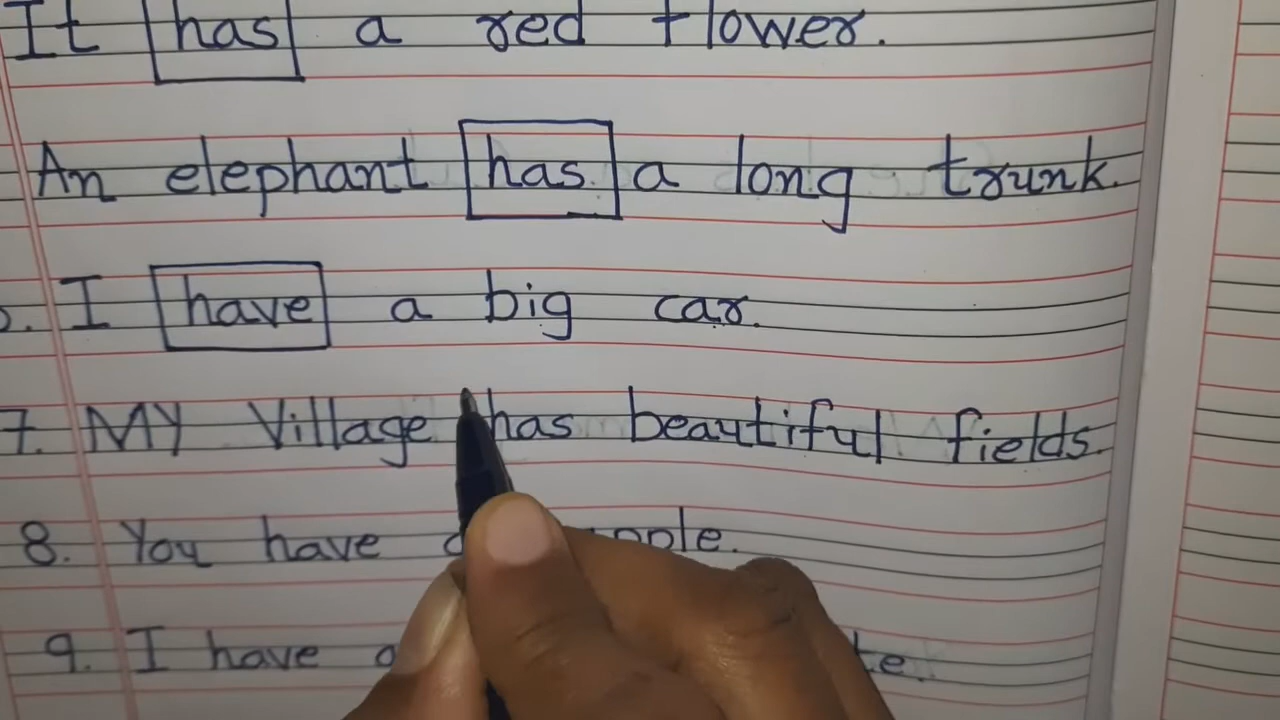 It has a red flower.
An elephant has a long trunk.
I have a big car.
7. MY Village has beautiful fields.
8. You have
9. I have